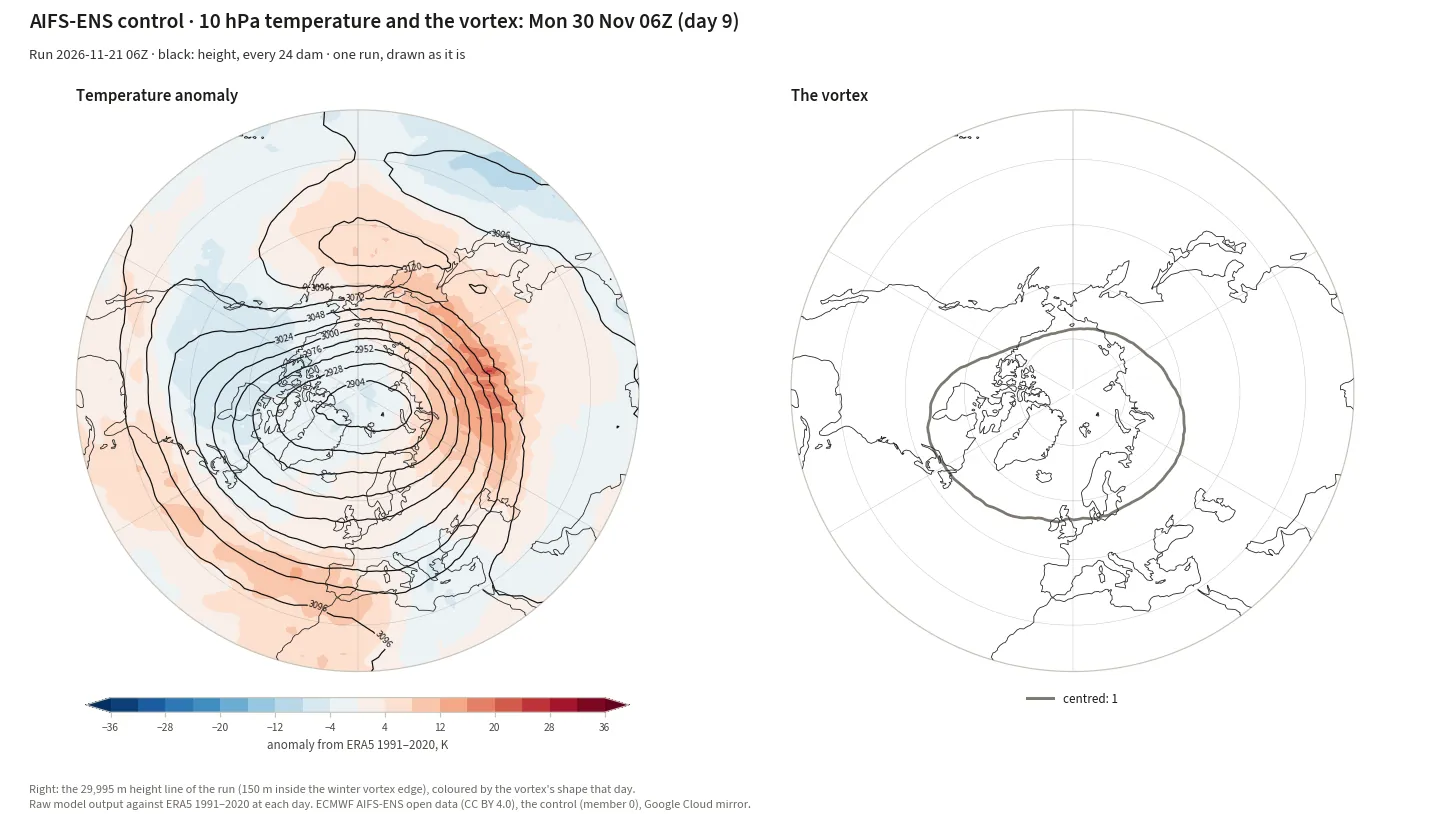 AIFS-ENS control · 10 hPa temperature and the vortex: Mon 30 Nov 06Z (day 9)
Run 2026-11-21 06Z · black: height, every 24 dam · one run, drawn as it is
Temperature anomaly
The vortex
3096
3120
3096
3072
3048
3024
3000
2976
2952
2928
2904
3096
3096
−36
−28
−20
−12
−4
4
12
20
28
36
anomaly from ERA5 1991–2020, K
centred: 1
Right: the 29,995 m height line of the run (150 m inside the winter vortex edge), coloured by the vortex's shape that day.
Raw model output against ERA5 1991–2020 at each day. ECMWF AIFS-ENS open data (CC BY 4.0), the control (member 0), Google Cloud mirror.